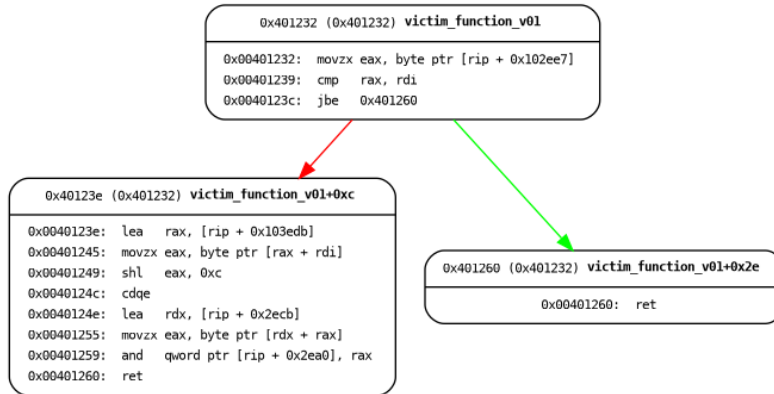 0x401232 (0x401232) victim_function_v01
0x00401232: movzx eax, byte ptr [rip + 0x102ee7]
0x00401239: cmp rax, rdi
0x0040123c: jbe 0x401260
0x40123e (0x401232) victim_function_v01+0xc
0x0040123e: lea rax, [rip + 0x103edb]
0x00401245: movzx eax, byte ptr [rax + rdi]
0x00401249: shl eax, 0xc
0x0040124c: cdqe
0x0040124e: lea rdx, [rip + 0x2ecb]
0x00401255: movzx eax, byte ptr [rdx + rax]
0x00401259: and qword ptr [rip + 0x2ea0], rax
0x00401260: ret
0x401260 (0x401232) victim_function_v01+0x2e
0x00401260: ret